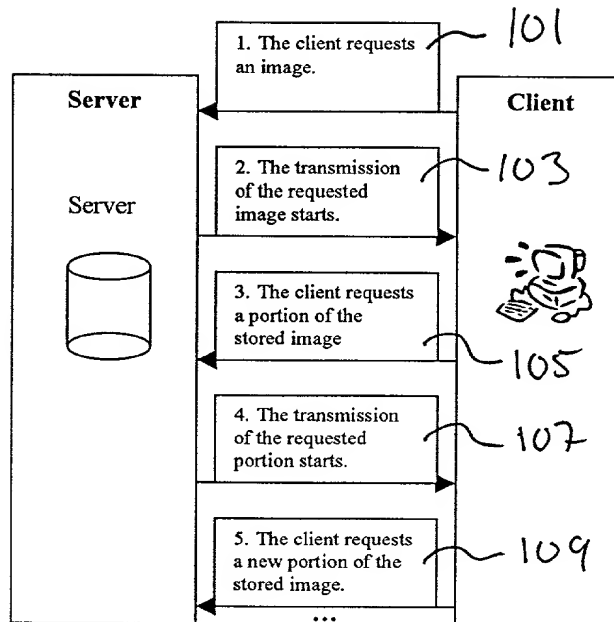 1. The client requests
an image.
101
Server
Client
2. The transmission
of the requested
image starts.
103
Server
3. The client requests
a portion of the
stored image
105
4. The transmission
of the requested
portion starts.
107
5. The client requests
a new portion of the
stored image.
109
...